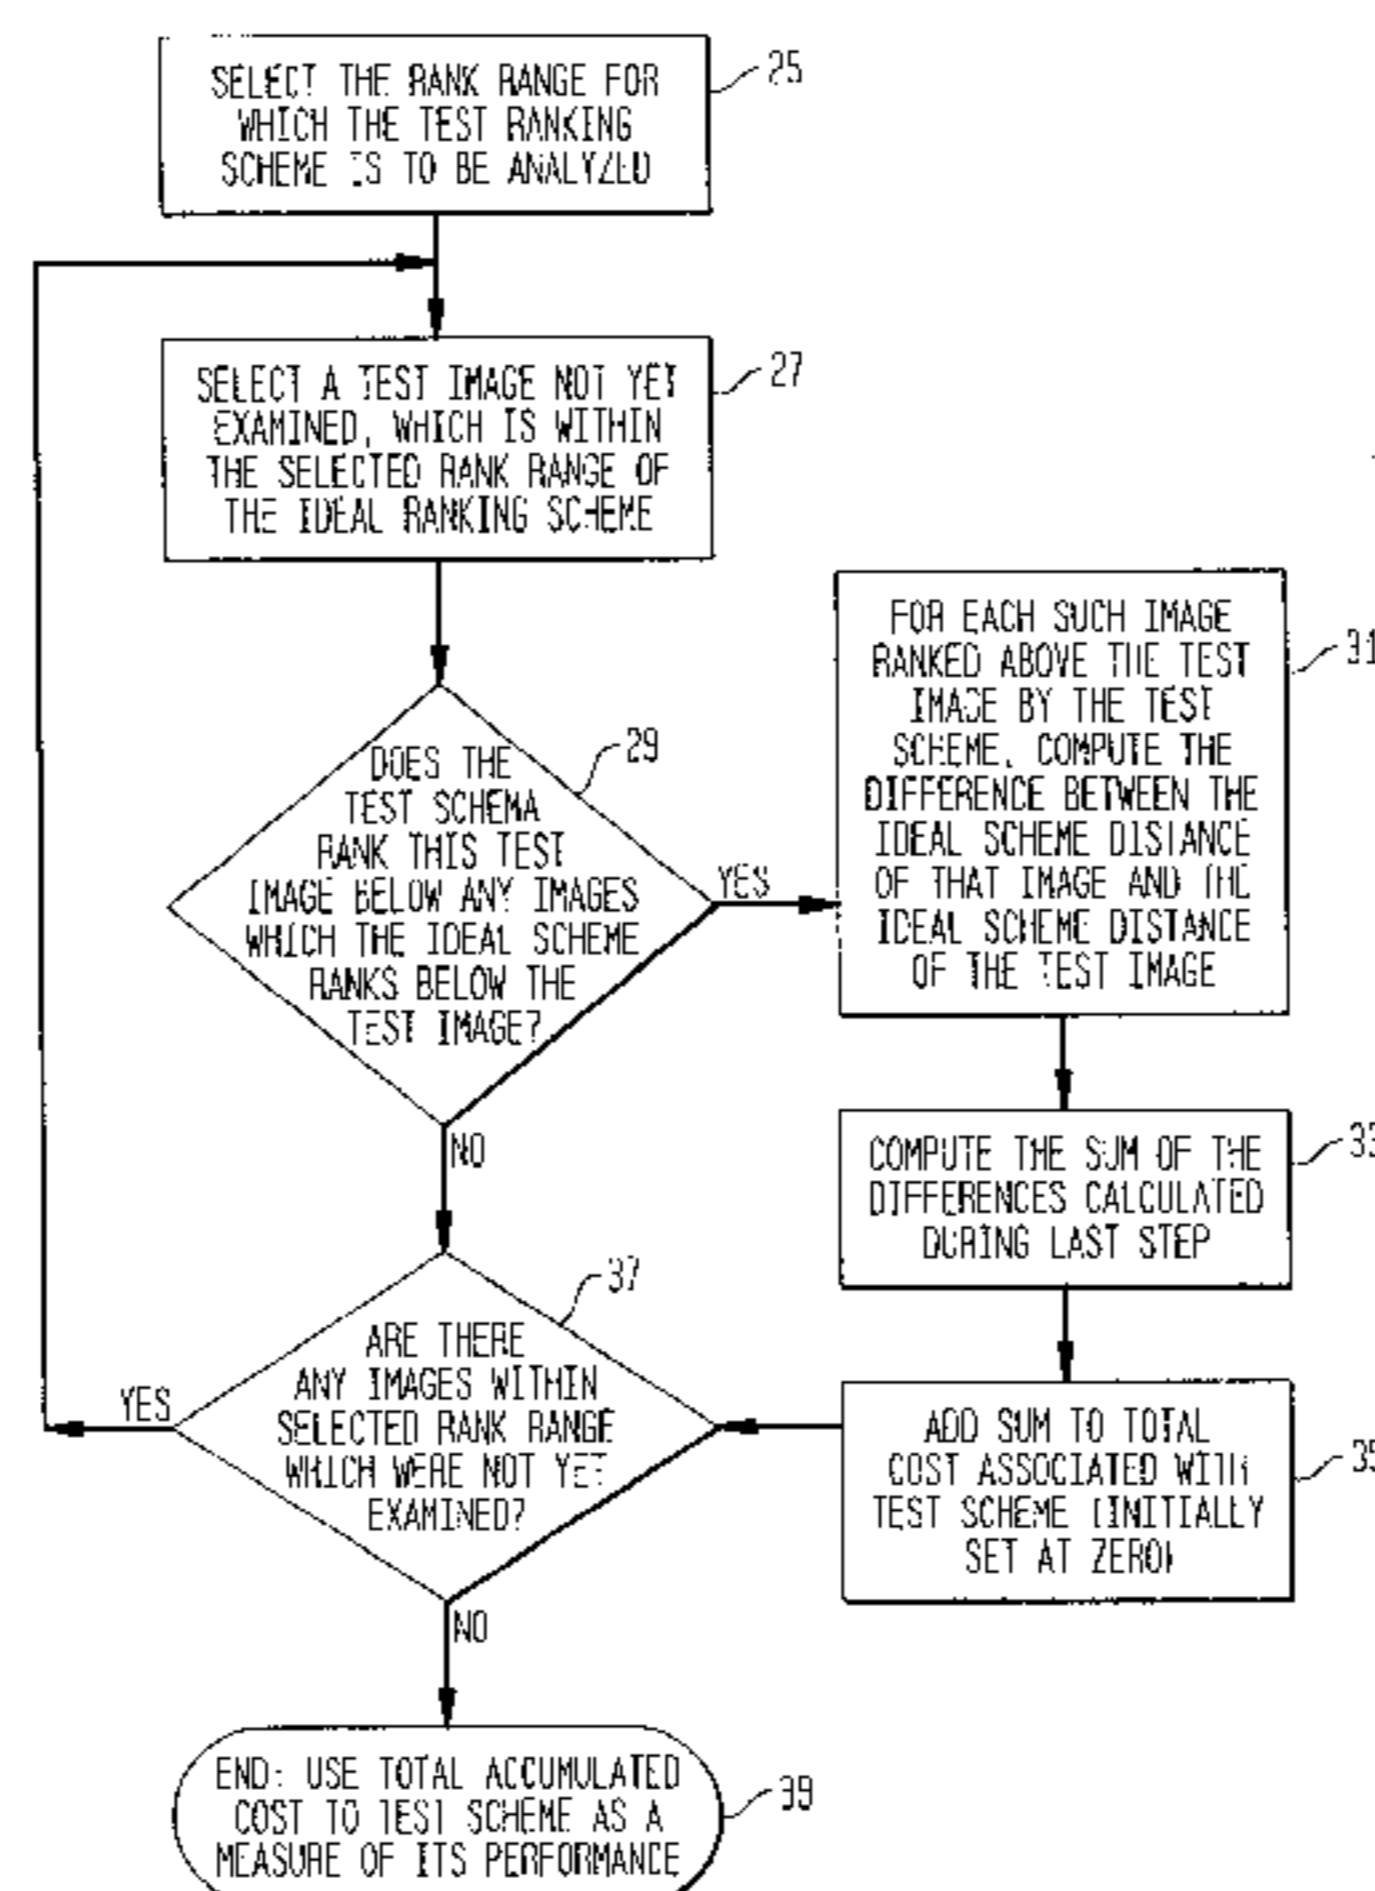 SELECT THE RANK RANGE FOR
WHICH THE TEST RANKING
SCHEME IS TO BE ANALYZED
25
SELECT A TEST IMAGE NOT YET
EXAMINED, WHICH IS WITHIN
THE SELECTED RANK RANGE OF
THE IDEAL RANKING SCHEME
27
DOES THE
TEST SCHEMA
RANK THIS TEST
IMAGE BELOW ANY IMAGES
WHICH THE IDEAL SCHEME
RANKS BELOW THE
TEST IMAGE?
29
YES
NO
FOR EACH SUCH IMAGE
RANKED ABOVE THE TEST
IMAGE BY THE TEST
SCHEME, COMPUTE THE
DIFFERENCE BETWEEN THE
IDEAL SCHEME DISTANCE
OF THAT IMAGE AND THE
IDEAL SCHEME DISTANCE
OF THE TEST IMAGE
31
COMPUTE THE SUM OF THE
DIFFERENCES CALCULATED
DURING LAST STEP
33
ADD SUM TO TOTAL
COST ASSOCIATED WITH
TEST SCHEME (INITIALLY
SET AT ZERO)
35
ARE THERE
ANY IMAGES WITHIN
SELECTED RANK RANGE
WHICH WERE NOT YET
EXAMINED?
37
YES
NO
END: USE TOTAL ACCUMULATED
COST TO TEST SCHEME AS A
MEASURE OF ITS PERFORMANCE
39